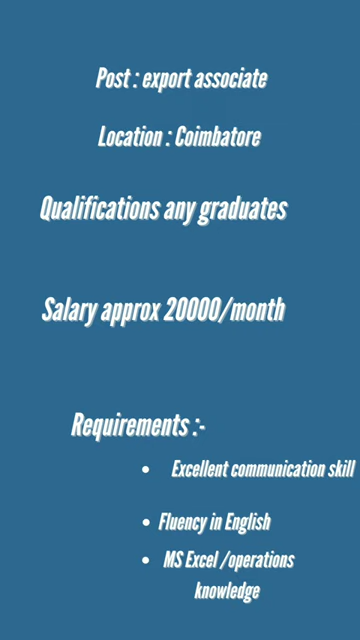 Post : export associate
Location : Coimbatore
Qualifications any graduates
Salary approx 20000/month
Requirements :-
• Excellent communication skill
• Fluency in English
• MS Excel /operations
knowledge